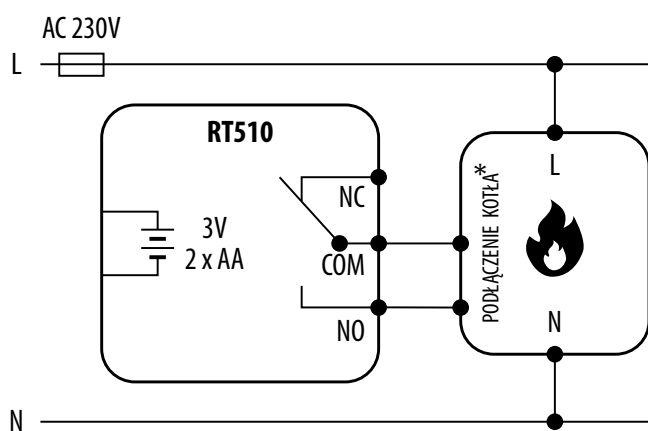 AC 230V
L
RT510
NC
3V
2 x AA
COM
NO
PODŁĄCZENIE KOTŁA*
L
N
N